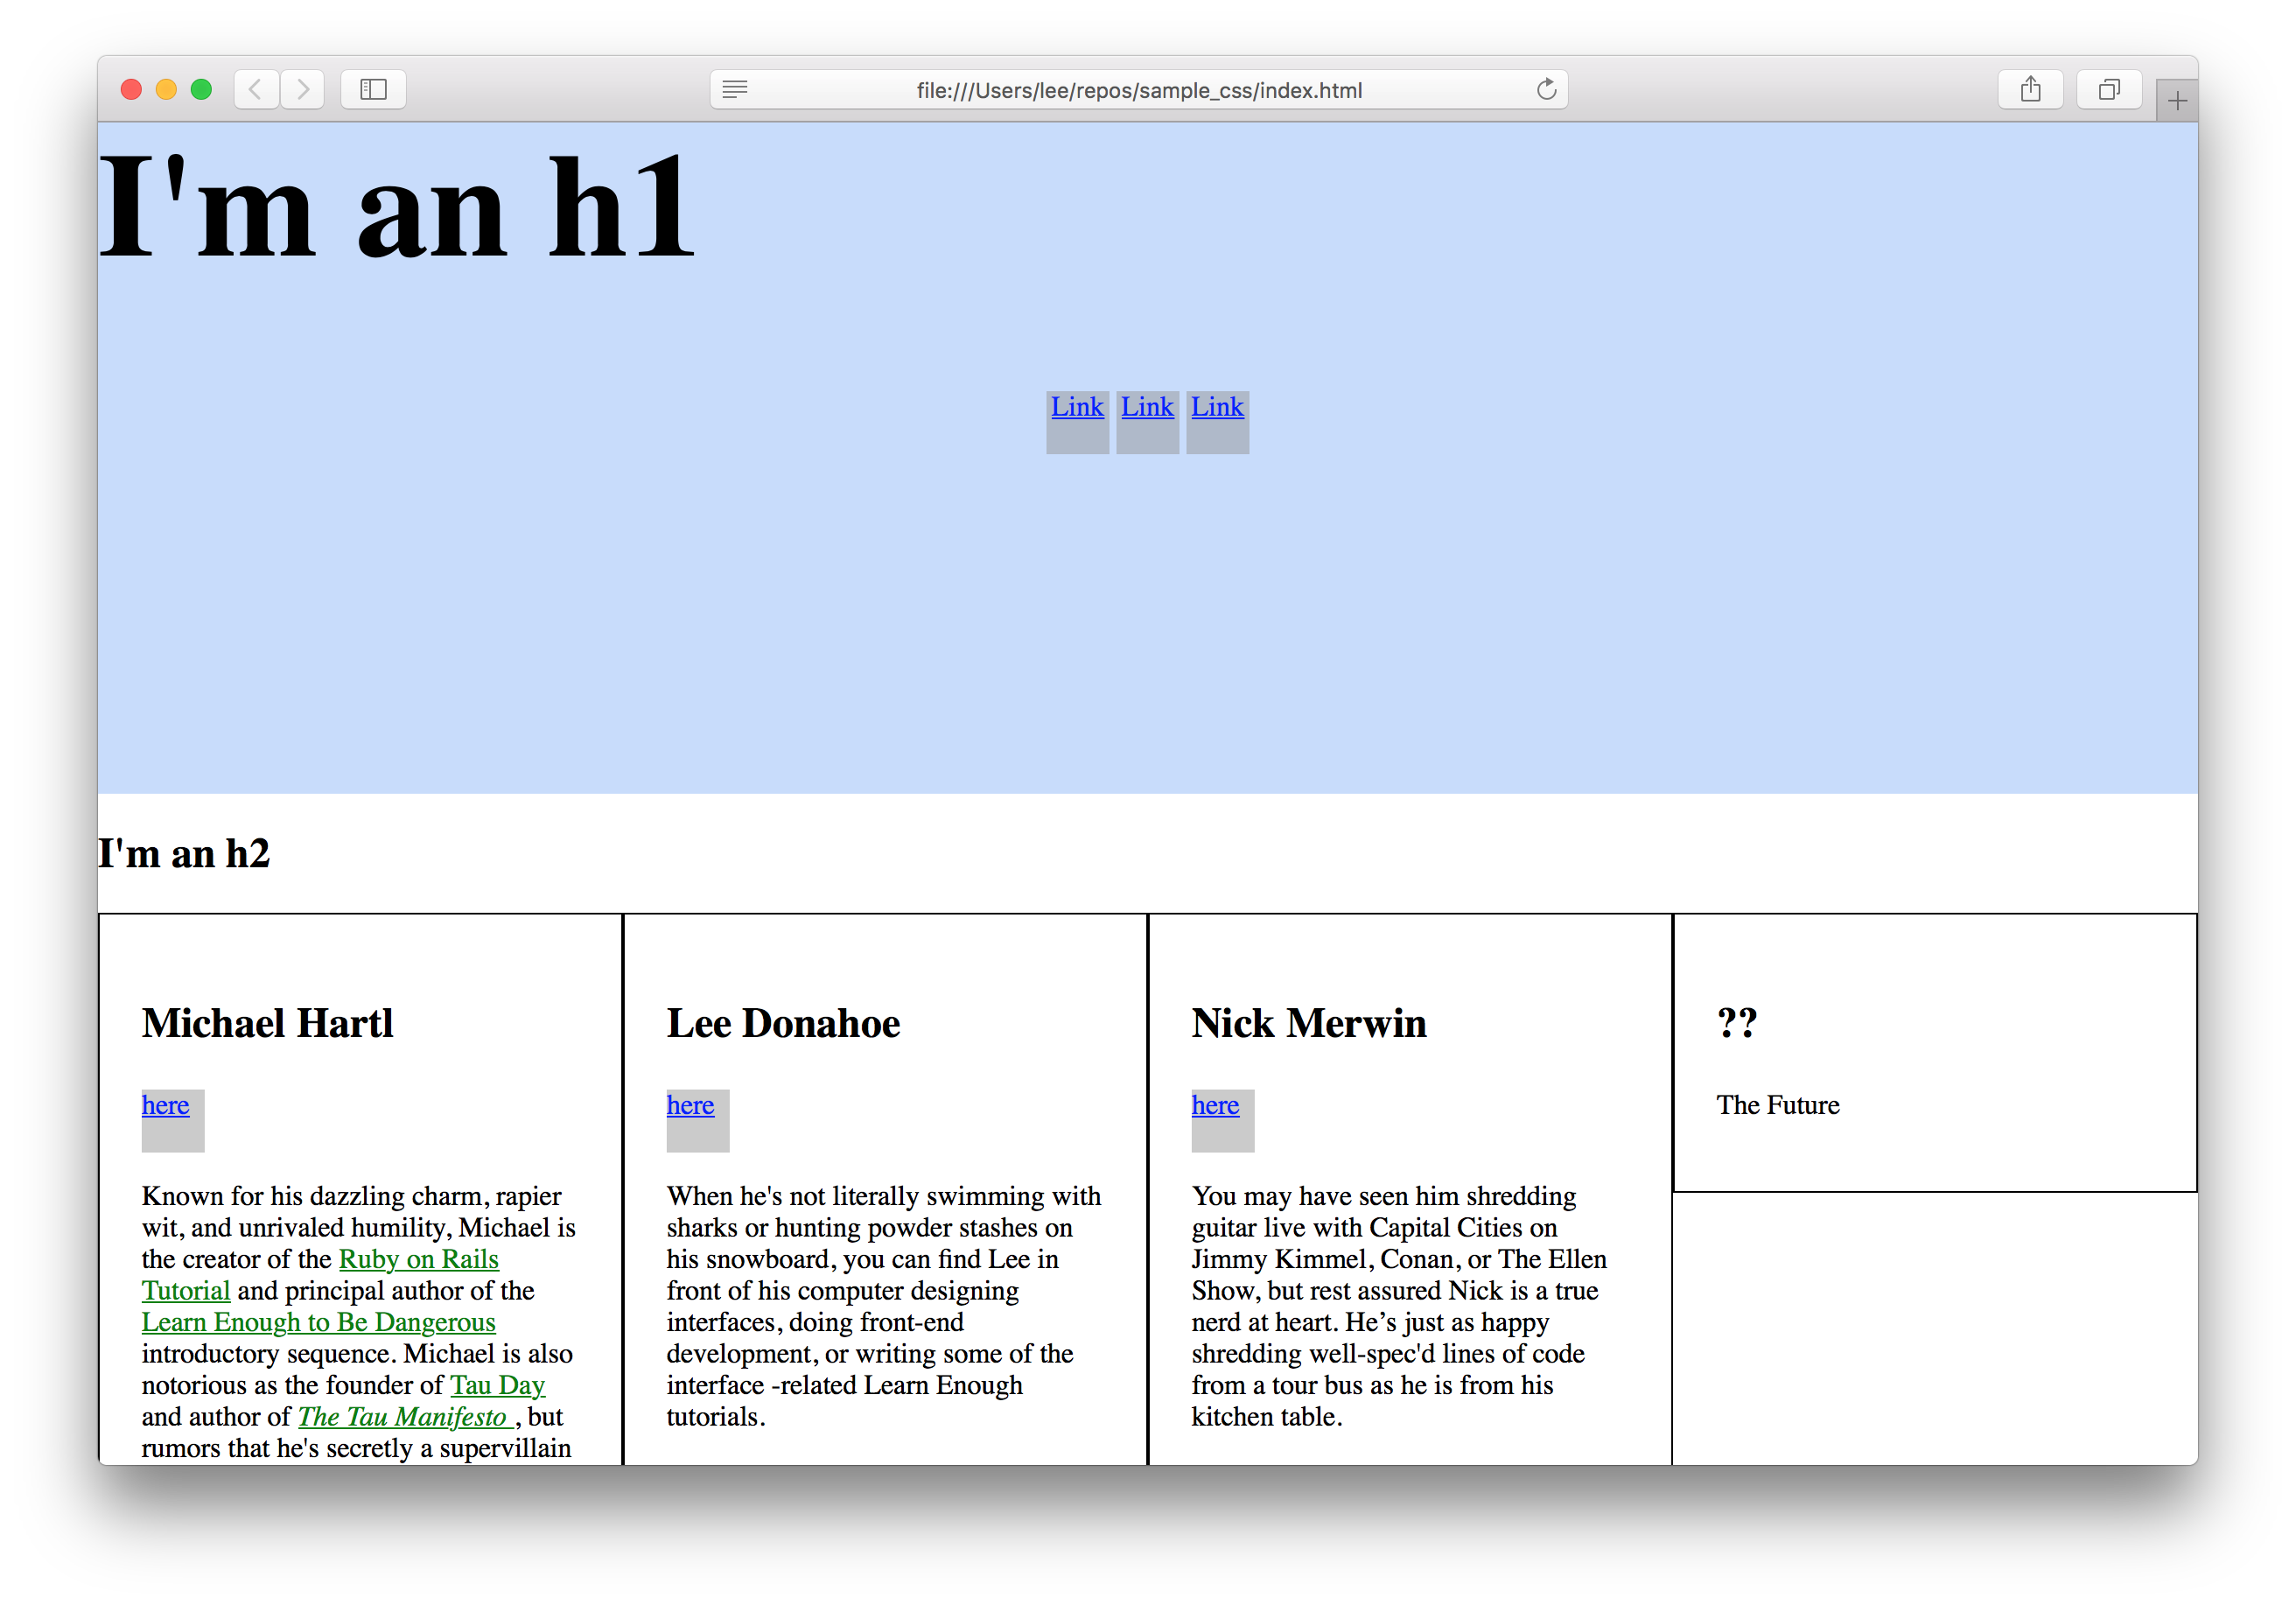 file:///Users/lee/repos/sample_css/index.html
I'm an h1
Link Link Link
I'm an h2
Michael Hartl
here
Known for his dazzling charm, rapier
wit, and unrivaled humility, Michael is
the creator of the Ruby on Rails
Tutorial and principal author of the
Learn Enough to Be Dangerous
introductory sequence. Michael is also
notorious as the founder of Tau Day
and author of The Tau Manifesto , but
rumors that he's secretly a supervillain
Lee Donahoe
here
When he's not literally swimming with
sharks or hunting powder stashes on
his snowboard, you can find Lee in
front of his computer designing
interfaces, doing front-end
development, or writing some of the
interface -related Learn Enough
tutorials.
Nick Merwin
here
You may have seen him shredding
guitar live with Capital Cities on
Jimmy Kimmel, Conan, or The Ellen
Show, but rest assured Nick is a true
nerd at heart. He’s just as happy
shredding well-spec'd lines of code
from a tour bus as he is from his
kitchen table.
??
The Future